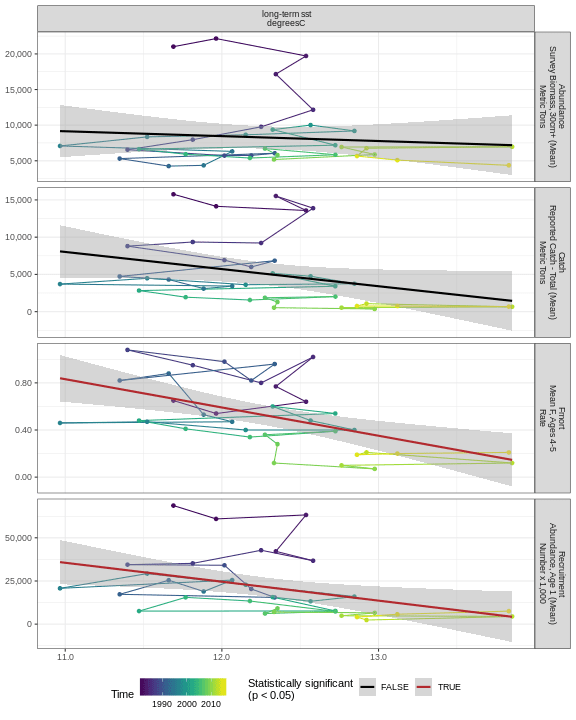 long-term sst
degreesC
20,000
15,000
10,000
5,000
Abundance
Survey Biomass, 30cm+ (Mean)
Metric Tons
15,000
10,000
5,000
0
Catch
Reported Catch - Total (Mean)
Metric Tons
0.80
0.40
0.00
Fmort
Mean F, Ages 4-5
Rate
50,000
25,000
0
Recruitment
Abundance, Age 1 (Mean)
Number x 1,000
11.0 12.0 13.0
Time
1990 2000 2010
Statistically significant
(p < 0.05)
FALSE TRUE